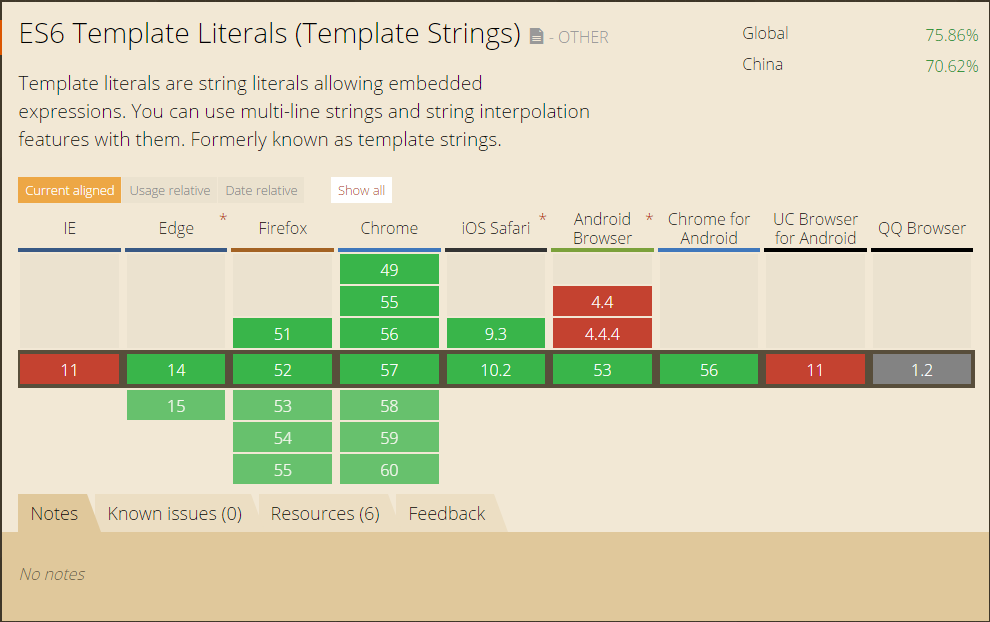 ES6 Template Literals (Template Strings) - OTHER
Global 75.86%
China 70.62%
Template literals are string literals allowing embedded
expressions. You can use multi-line strings and string interpolation
features with them. Formerly known as template strings.
Current aligned Usage relative Date relative Show all
IE Edge * Firefox Chrome iOS Safari * Android Browser * Chrome for Android UC Browser for Android QQ Browser
49
55 4.4
51 56 9.3 4.4.4
11 14 52 57 10.2 53 56 11 1.2
15 53 58
54 59
55 60
Notes Known issues (0) Resources (6) Feedback
No notes